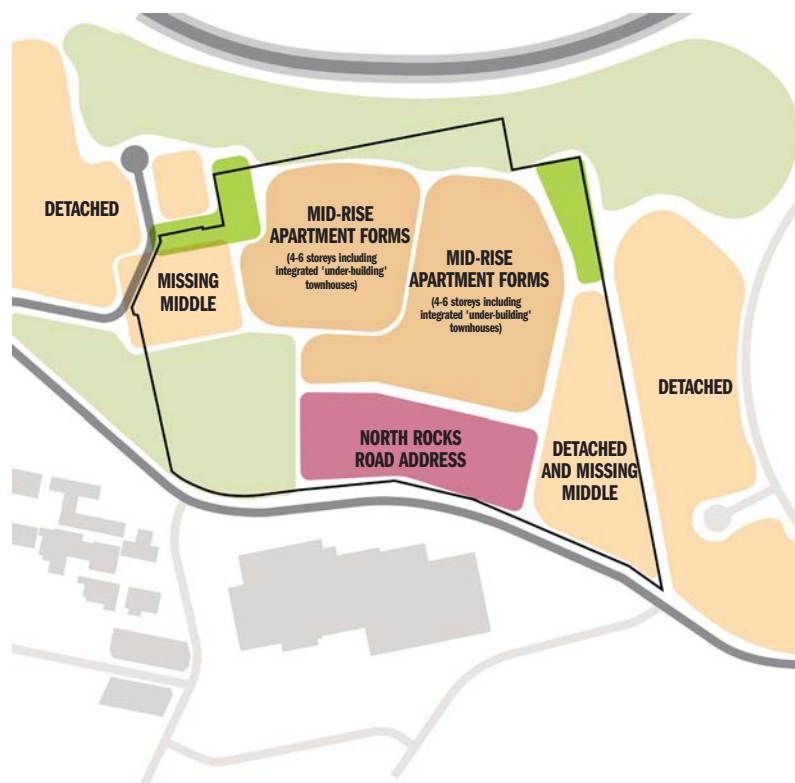 DETACHED
MID-RISE
APARTMENT FORMS
(4-6 storeys including
integrated 'under-building'
townhouses)
MID-RISE
APARTMENT FORMS
(4-6 storeys including
integrated 'under-building'
townhouses)
MISSING
MIDDLE
DETACHED
NORTH ROCKS
ROAD ADDRESS
DETACHED
AND MISSING
MIDDLE